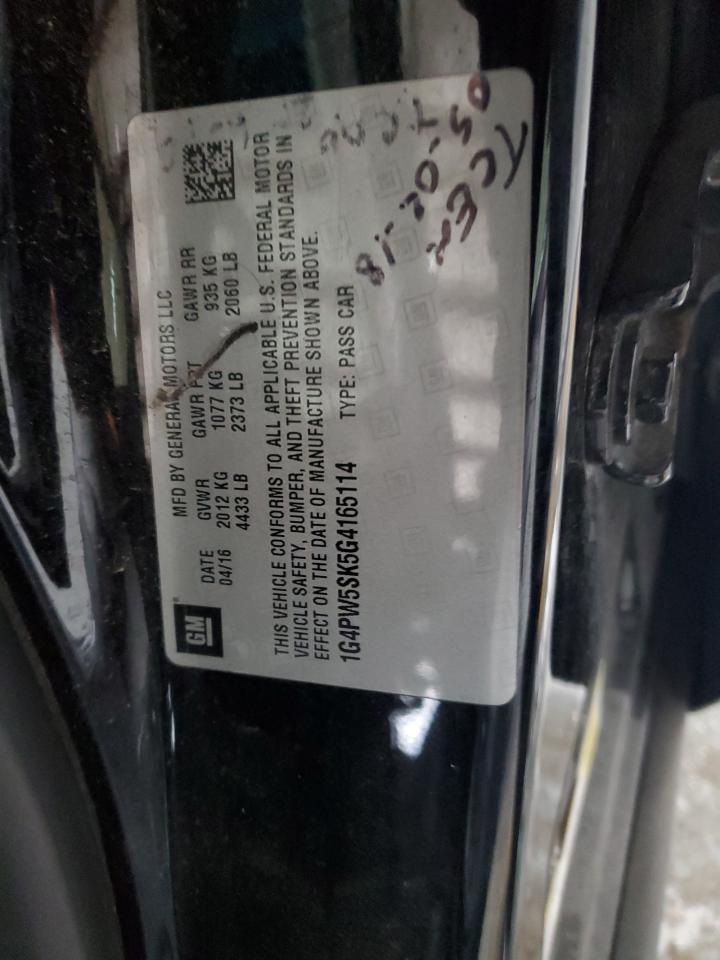 GM
MFD BY GENERAL MOTORS LLC
DATE GVWR GAWR FRT GAWR RR
04/16 2012 KG 1077 KG 935 KG
4433 LB 2373 LB 2060 LB
THIS VEHICLE CONFORMS TO ALL APPLICABLE U.S. FEDERAL MOTOR
VEHICLE SAFETY, BUMPER, AND THEFT PREVENTION STANDARDS IN
EFFECT ON THE DATE OF MANUFACTURE SHOWN ABOVE.
1G4PW5SK5G4165114 TYPE: PASS CAR